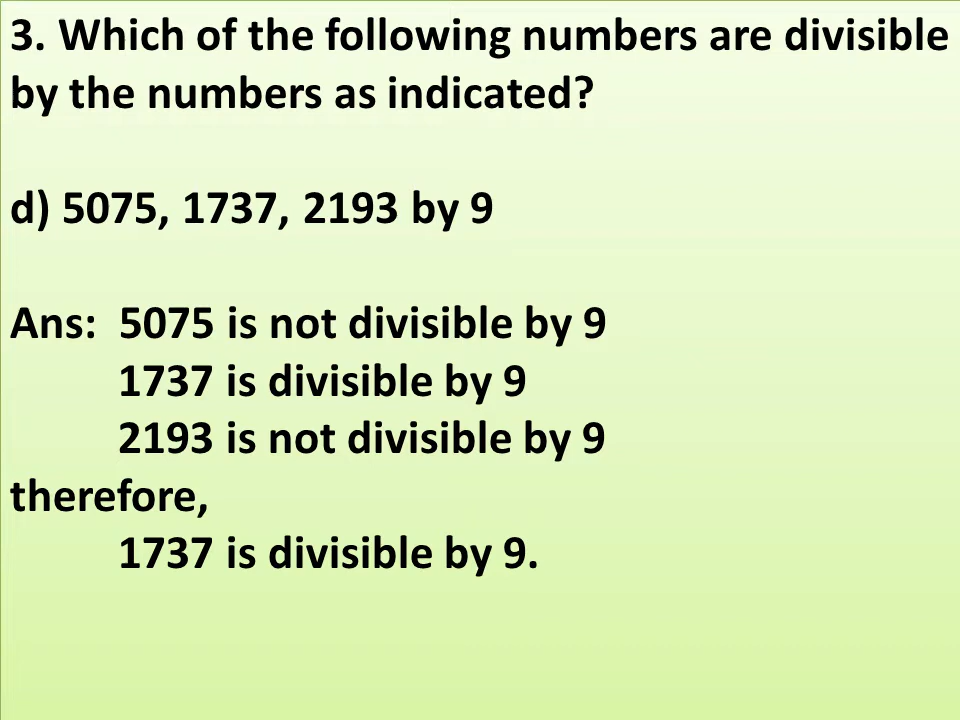 3. Which of the following numbers are divisible
by the numbers as indicated?
d) 5075, 1737, 2193 by 9
Ans: 5075 is not divisible by 9
1737 is divisible by 9
2193 is not divisible by 9
therefore,
1737 is divisible by 9.